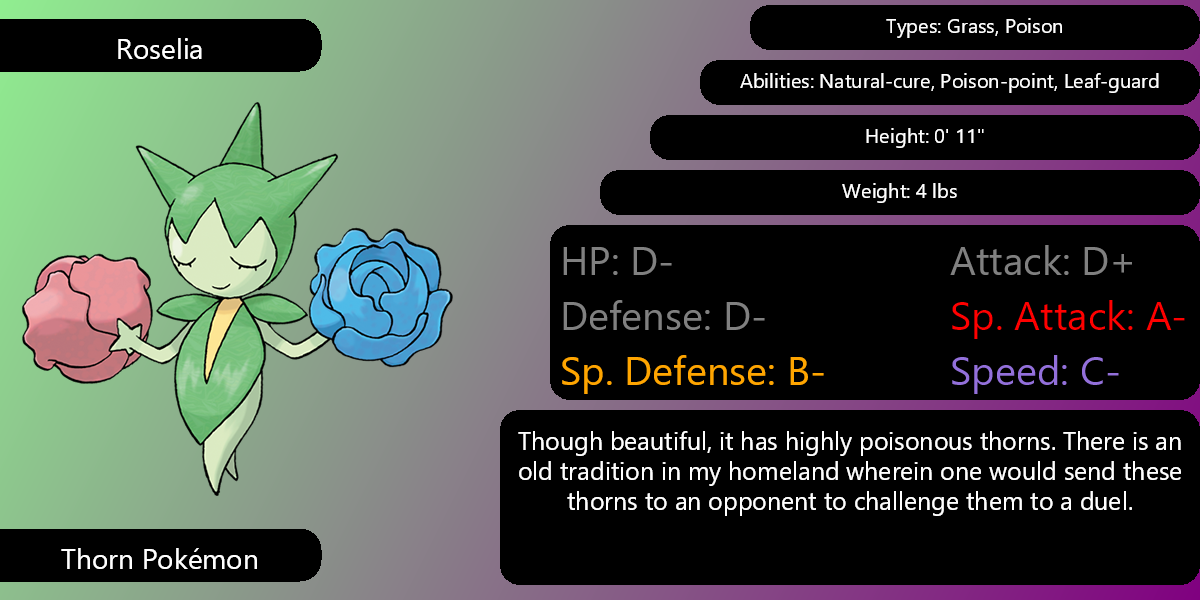 Roselia
Types: Grass, Poison
Abilities: Natural-cure, Poison-point, Leaf-guard
Height: 0' 11"
Weight: 4 lbs
HP: D-
Attack: D+
Defense: D-
Sp. Attack: A-
Sp. Defense: B-
Speed: C-
Though beautiful, it has highly poisonous thorns. There is an
old tradition in my homeland wherein one would send these
thorns to an opponent to challenge them to a duel.
Thorn Pokémon